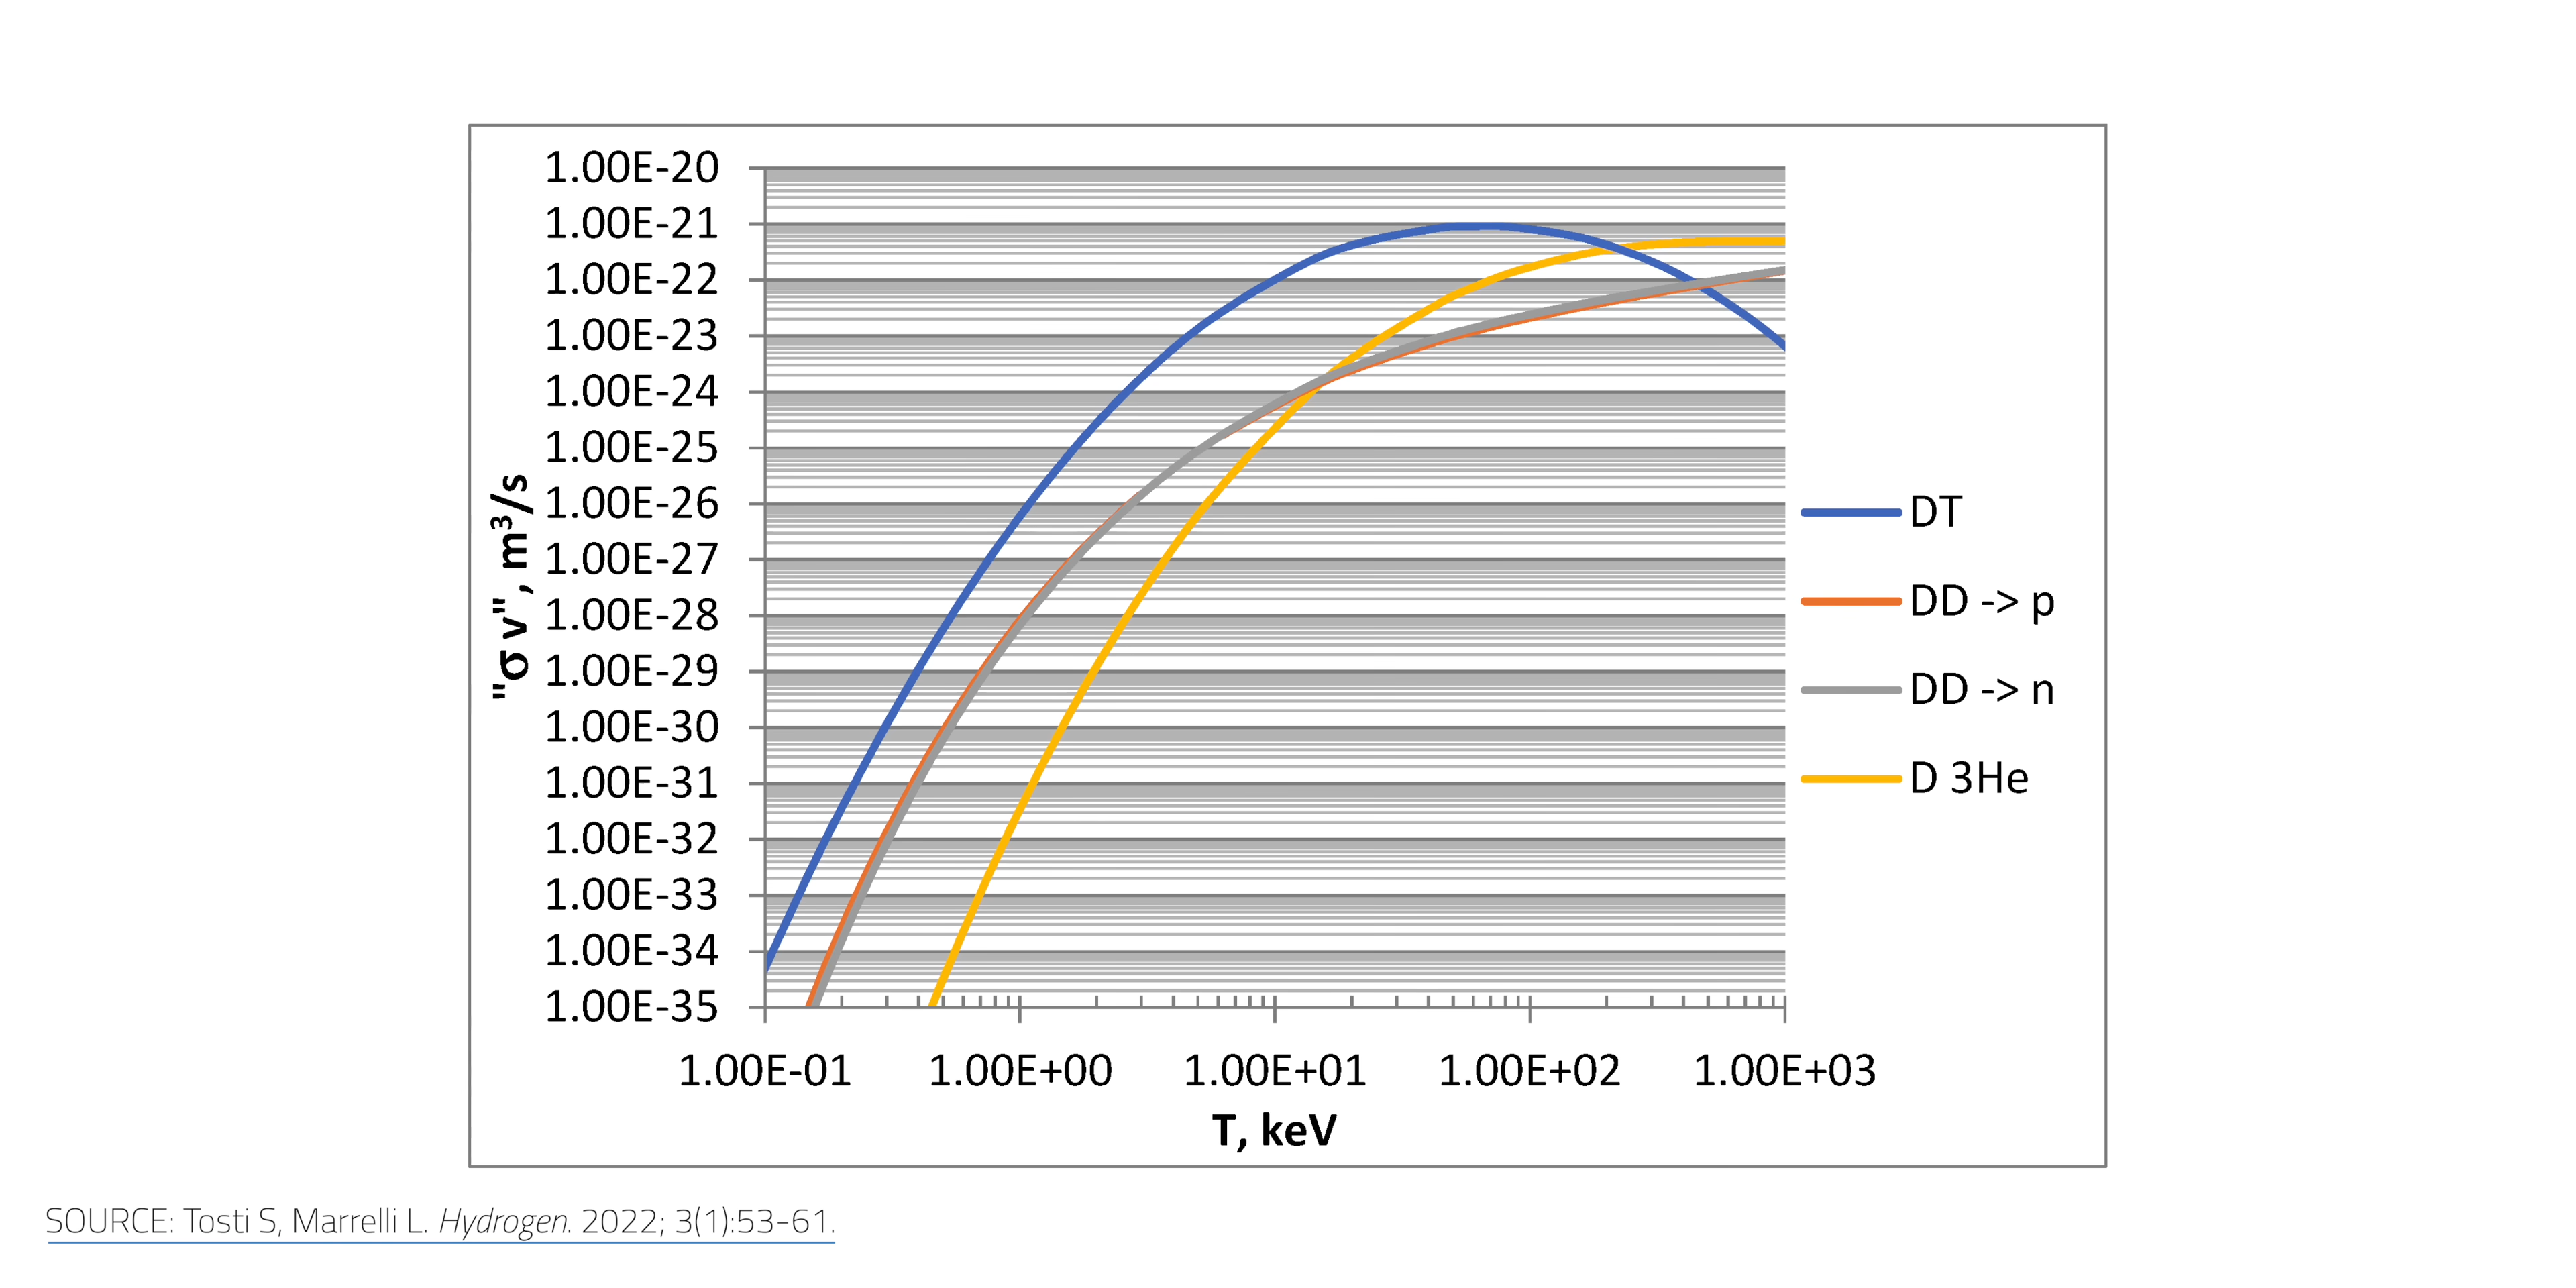 1.00E-20
1.00E-21
1.00E-22
1.00E-23
1.00E-24
1.00E-25
1.00E-26
1.00E-27
1.00E-28
1.00E-29
1.00E-30
1.00E-31
1.00E-32
1.00E-33
1.00E-34
1.00E-35
"σ v", m³/s
1.00E-01 1.00E+00 1.00E+01 1.00E+02 1.00E+03
T, keV
DT
DD -> p
DD -> n
D 3He
SOURCE: Tosti S, Marrelli L. Hydrogen. 2022; 3(1):53-61.